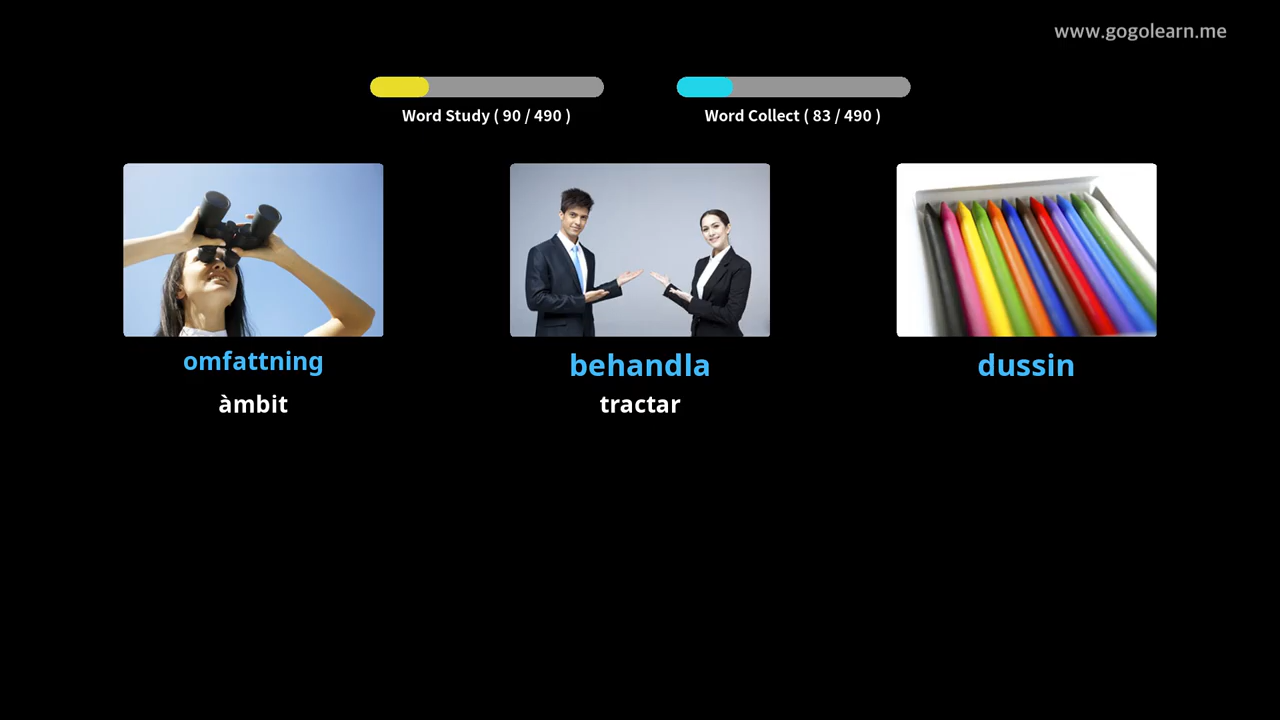 www.gogolearn.me
Word Study ( 90 / 490 )
Word Collect ( 83 / 490 )
omfattning
àmbit
behandla
tractar
dussin